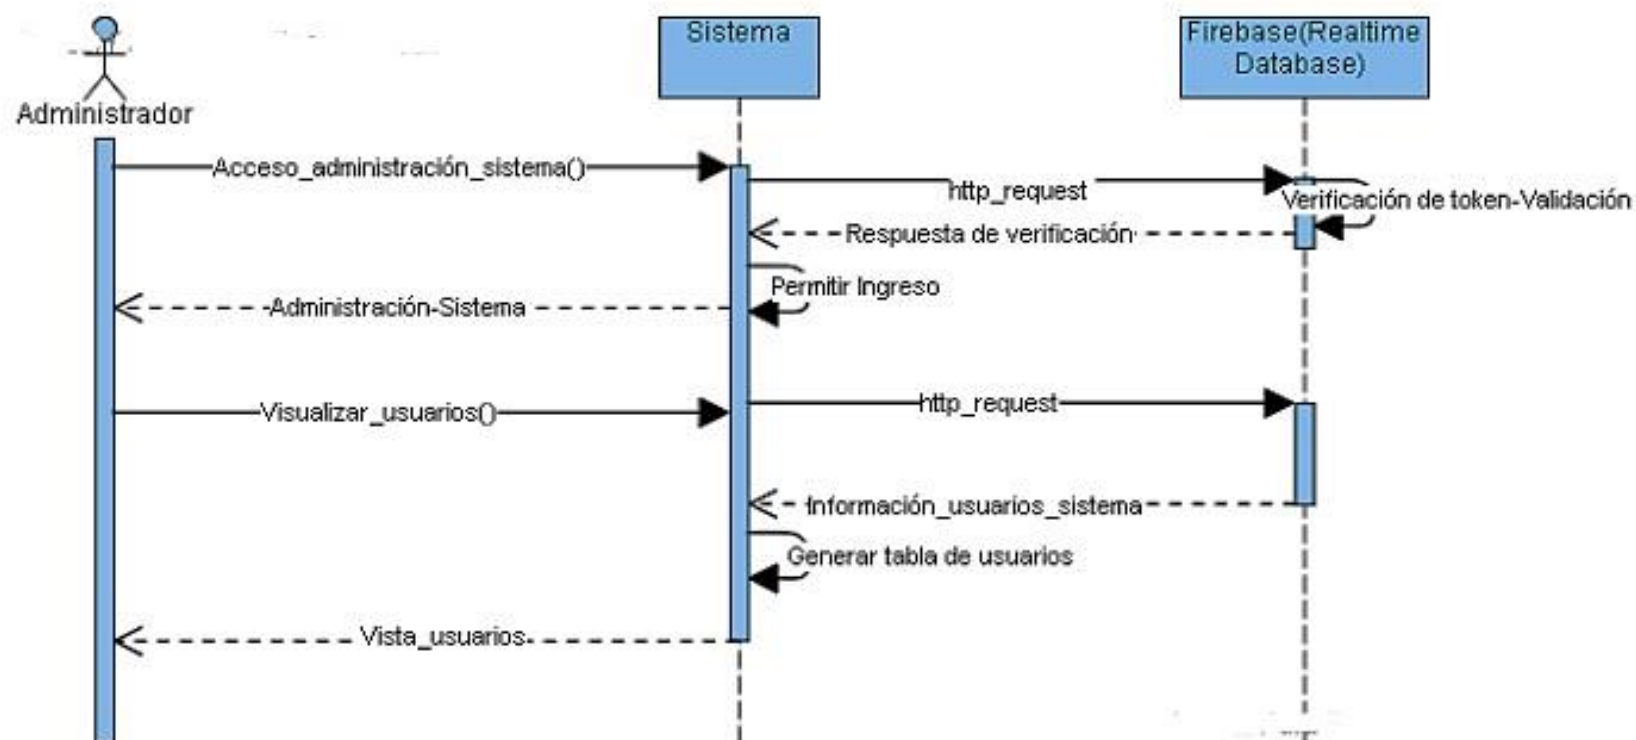 Sistema
Firebase(Realtime
Database)
Administrador
Acceso_administración_sistema()
http_request
Verificación de token-Validación
Respuesta de verificación
Permitir Ingreso
Administración-Sistema
Visualizar_usuarios()
http_request
Información_usuarios_sistema
Generar tabla de usuarios
Vista_usuarios